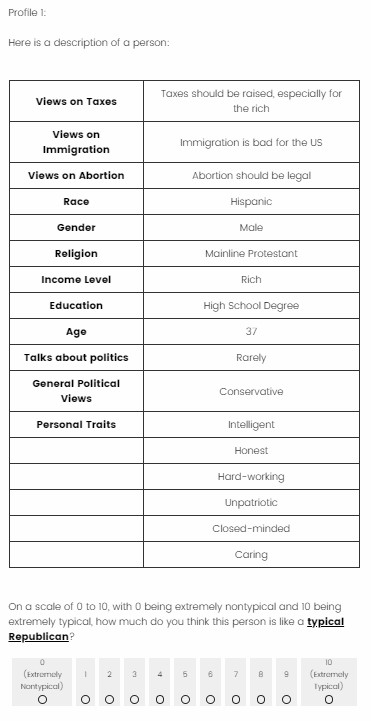 Profile 1:
Here is a description of a person:
Views on Taxes
Taxes should be raised, especially for
the rich
Views on
Immigration
Immigration is bad for the US
Views on Abortion
Abortion should be legal
Race
Hispanic
Gender
Male
Religion
Mainline Protestant
Income Level
Rich
Education
High School Degree
Age
37
Talks about politics
Rarely
General Political
Views
Conservative
Personal Traits
Intelligent
Honest
Hard-working
Unpatriotic
Closed-minded
Caring
On a scale of 0 to 10, with 0 being extremely nontypical and 10 being
extremely typical, how much do you think this person is like a typical
Republican?
0
(Extremely
Nontypical)
1
2
3
4
5
6
7
8
9
10
(Extremely
Typical)